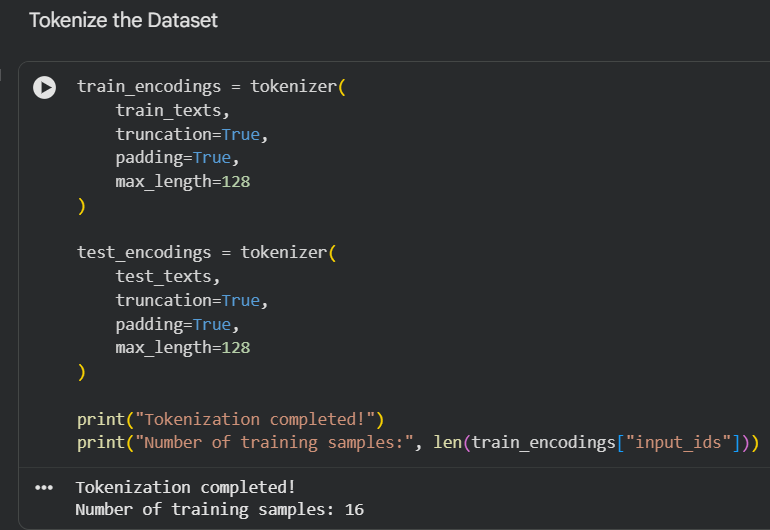 Tokenize the Dataset
train_encodings = tokenizer(
    train_texts,
    truncation=True,
    padding=True,
    max_length=128
)
test_encodings = tokenizer(
    test_texts,
    truncation=True,
    padding=True,
    max_length=128
)
print("Tokenization completed!")
print("Number of training samples:", len(train_encodings["input_ids"]))
Tokenization completed!
Number of training samples: 16